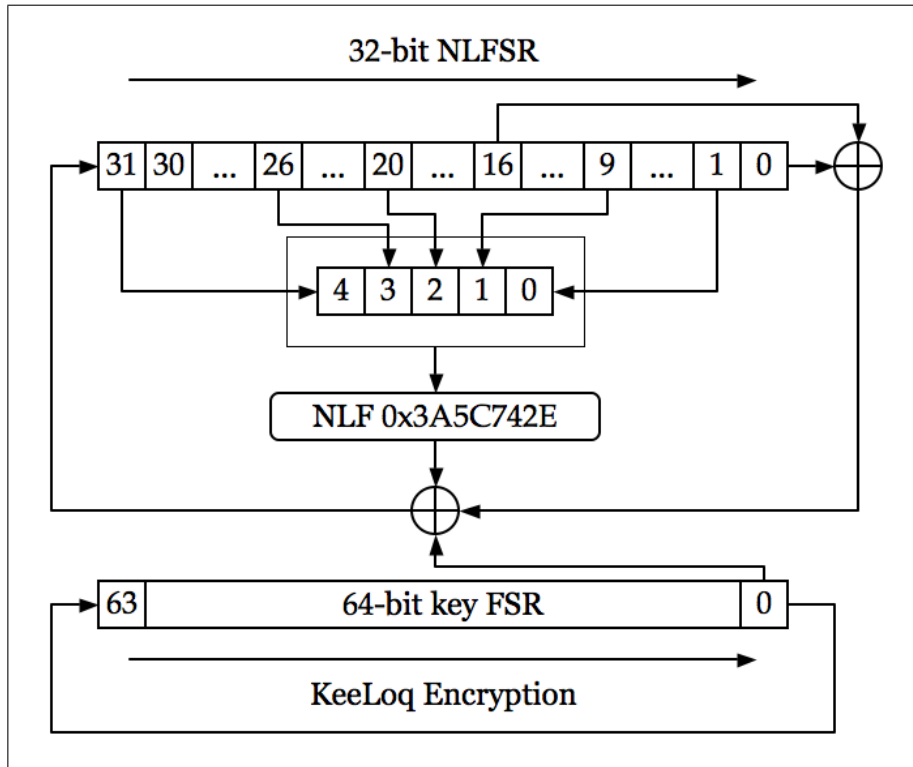 32-bit NLFSR
31 30 ... 26 ... 20 ... 16 ... 9 ... 1 0
4 3 2 1 0
NLF 0x3A5C742E
63 64-bit key FSR 0
KeeLoq Encryption